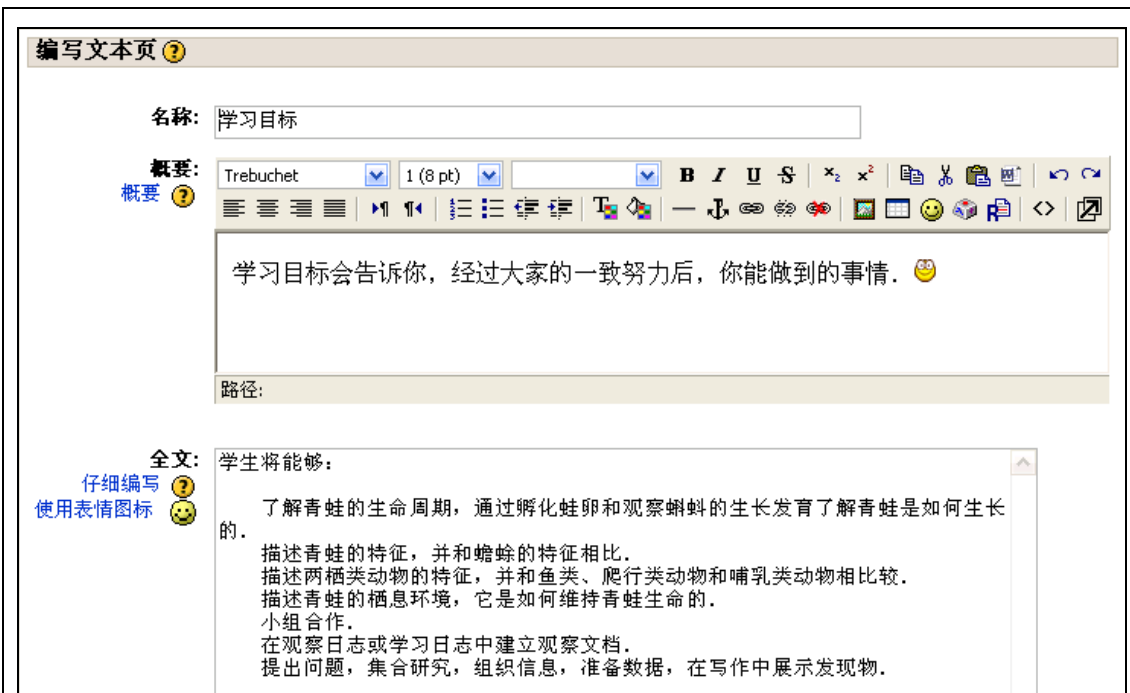 编写文本页
名称: 学习目标
概要:
概要
Trebuchet 1 (8 pt) B I U S ×₂ ×²
学习目标会告诉你，经过大家的一致努力后，你能做到的事情．
路径:
全文:
仔细编写
使用表情图标
学生将能够：
了解青蛙的生命周期，通过孵化蛙卵和观察蝌蚪的生长发育了解青蛙是如何生长
的．
描述青蛙的特征，并和蟾蜍的特征相比．
描述两栖类动物的特征，并和鱼类、爬行类动物和哺乳类动物相比较．
描述青蛙的栖息环境，它是如何维持青蛙生命的．
小组合作．
在观察日志或学习日志中建立观察文档．
提出问题，集合研究，组织信息，准备数据，在写作中展示发现物．